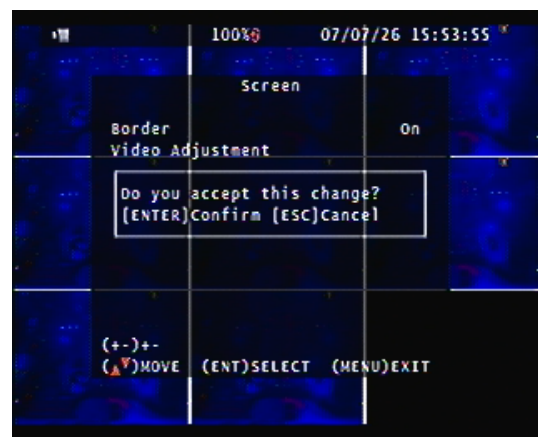 100% 07/07/26 15:53:55
Screen
Border On
Video Adjustment
Do you accept this change?
[ENTER]Confirm [ESC]Cancel
(+-)+-
(▲▼)MOVE (ENT)SELECT (MENU)EXIT